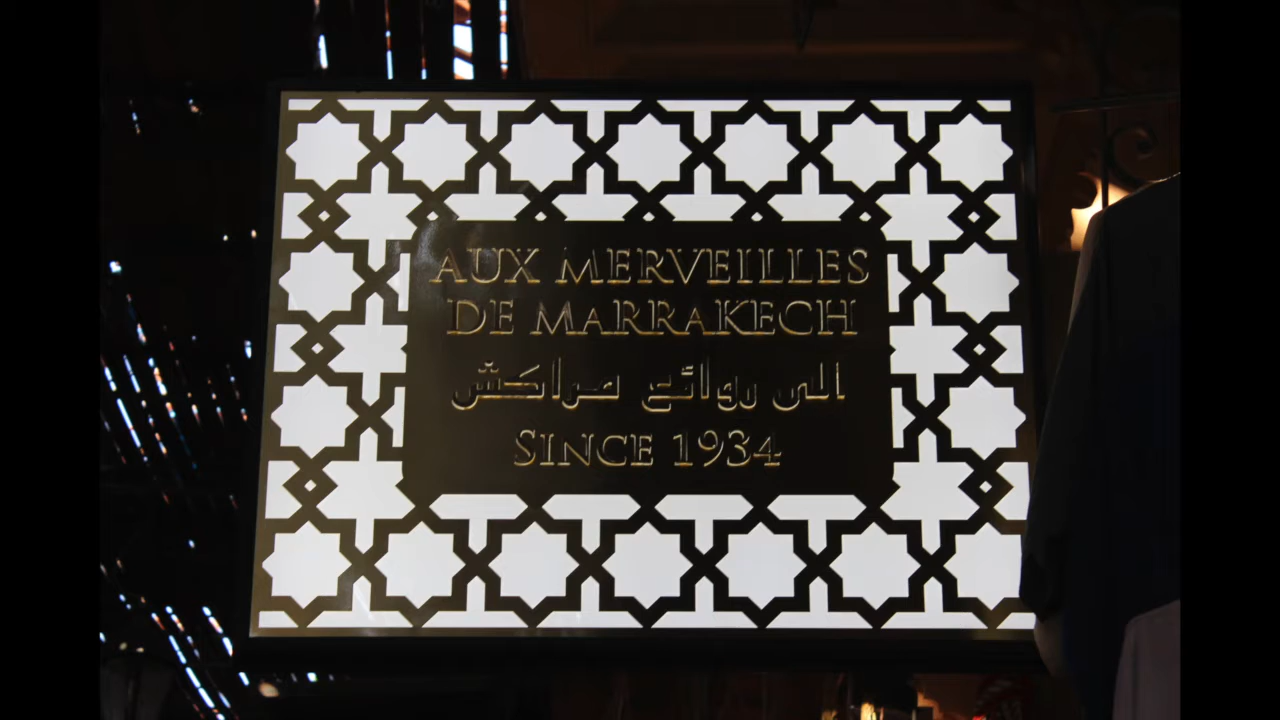 AUX MERVEILLES
DE MARRAKECH
الى روائع مراكش
SINCE 1934